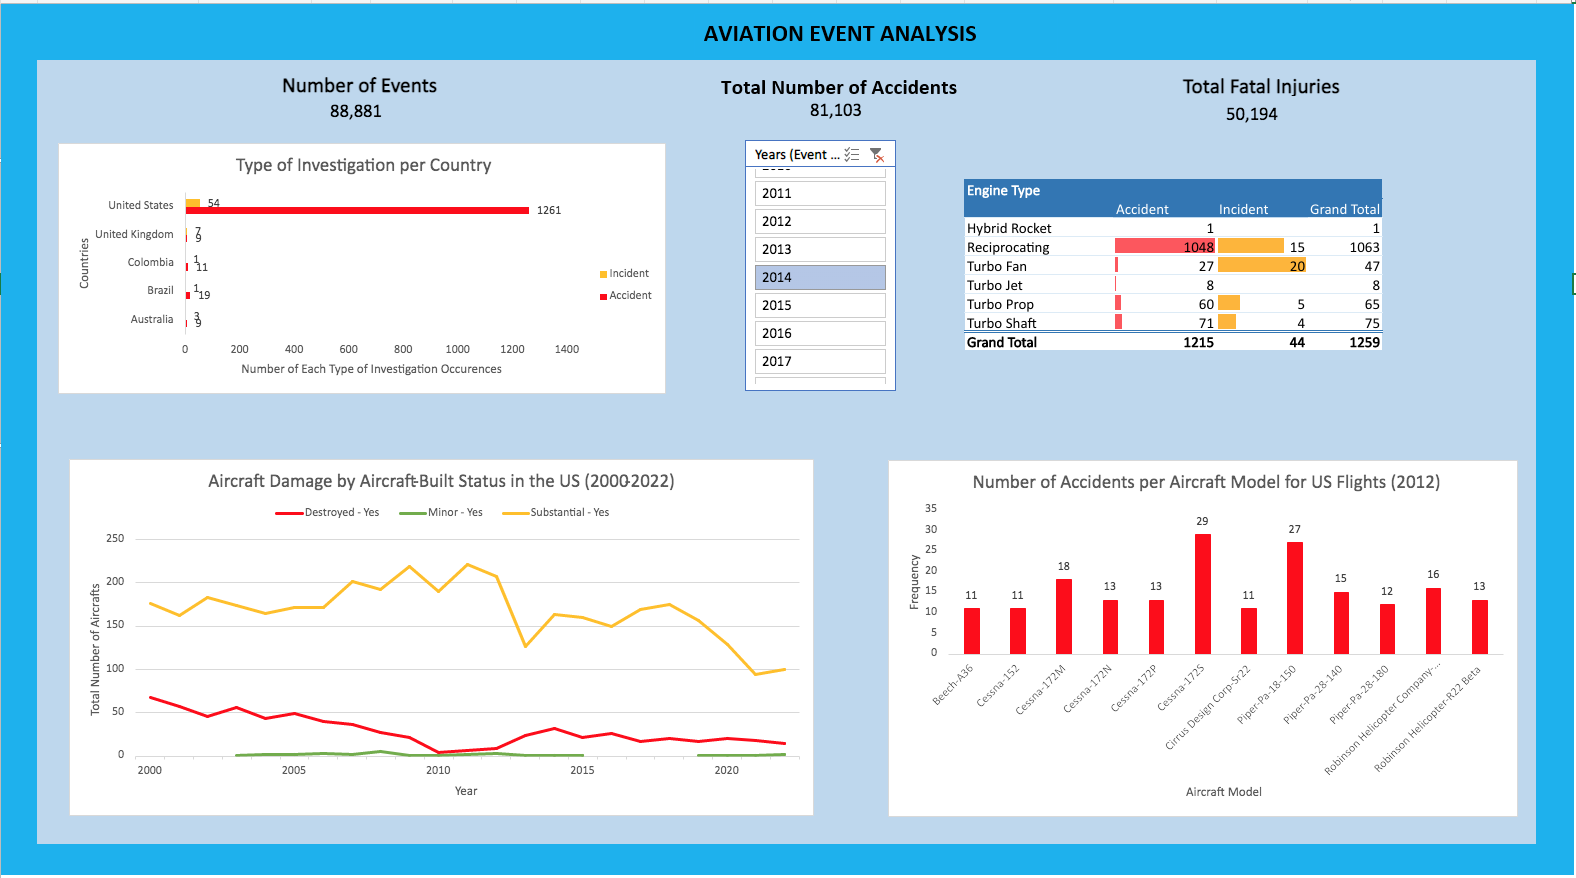 AVIATION EVENT ANALYSIS
Number of Events
88,881
Total Number of Accidents
81,103
Total Fatal Injuries
50,194
Type of Investigation per Country
Countries
United States
54
1261
United Kingdom
7
9
Colombia
1
11
Brazil
1
19
Australia
3
9
Incident
Accident
0 200 400 600 800 1000 1200 1400
Number of Each Type of Investigation Occurences
Years (Event ...
2011
2012
2013
2014
2015
2016
2017
Engine Type
Accident Incident Grand Total
Hybrid Rocket 1 1
Reciprocating 1048 15 1063
Turbo Fan 27 20 47
Turbo Jet 8 8
Turbo Prop 60 5 65
Turbo Shaft 71 4 75
Grand Total 1215 44 1259
Aircraft Damage by Aircraft-Built Status in the US (2000-2022)
Destroyed - Yes Minor - Yes Substantial - Yes
Total Number of Aircrafts
250
200
150
100
50
0
2000 2005 2010 2015 2020
Year
Number of Accidents per Aircraft Model for US Flights (2012)
Frequency
35
30
25
20
15
10
5
0
11 11 18 13 13 29 11 27 15 12 16 13
Beech-A36
Cessna-152
Cessna-172M
Cessna-172N
Cessna-172P
Cessna-172S
Cirrus Design Corp-Sr22
Piper-Pa-18-150
Piper-Pa-28-140
Piper-Pa-28-180
Robinson Helicopter Company-...
Robinson Helicopter-R22 Beta
Aircraft Model